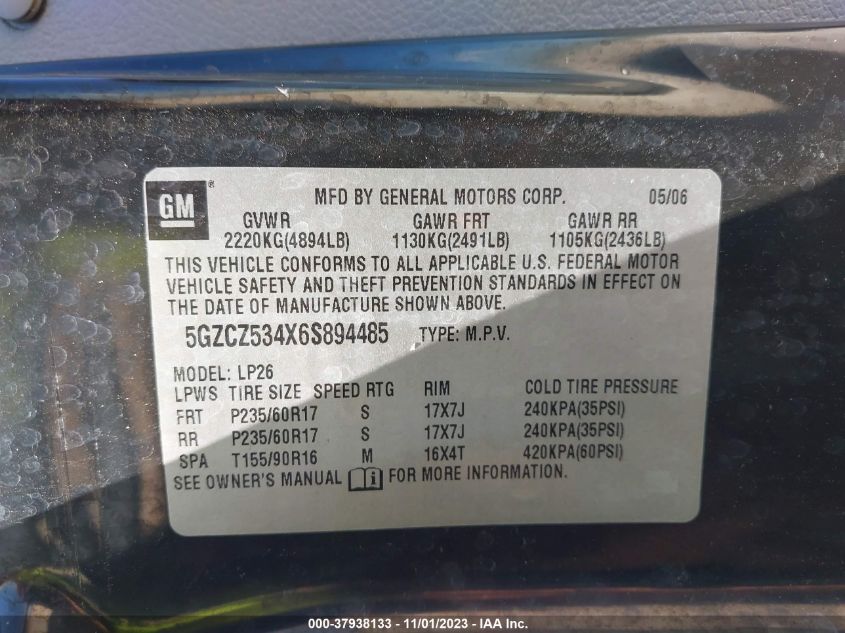 GM ® MFD BY GENERAL MOTORS CORP. 05/06
GVWR GAWR FRT GAWR RR
2220KG(4894LB) 1130KG(2491LB) 1105KG(2436LB)
THIS VEHICLE CONFORMS TO ALL APPLICABLE U.S. FEDERAL MOTOR
VEHICLE SAFETY AND THEFT PREVENTION STANDARDS IN EFFECT ON
THE DATE OF MANUFACTURE SHOWN ABOVE.
5GZCZ534X6S894485 TYPE: M.P.V.
MODEL: LP26
LPWS TIRE SIZE SPEED RTG RIM COLD TIRE PRESSURE
FRT P235/60R17 S 17X7J 240KPA(35PSI)
RR P235/60R17 S 17X7J 240KPA(35PSI)
SPA T155/90R16 M 16X4T 420KPA(60PSI)
SEE OWNER'S MANUAL i FOR MORE INFORMATION.
000-37938133 - 11/01/2023 - IAA Inc.